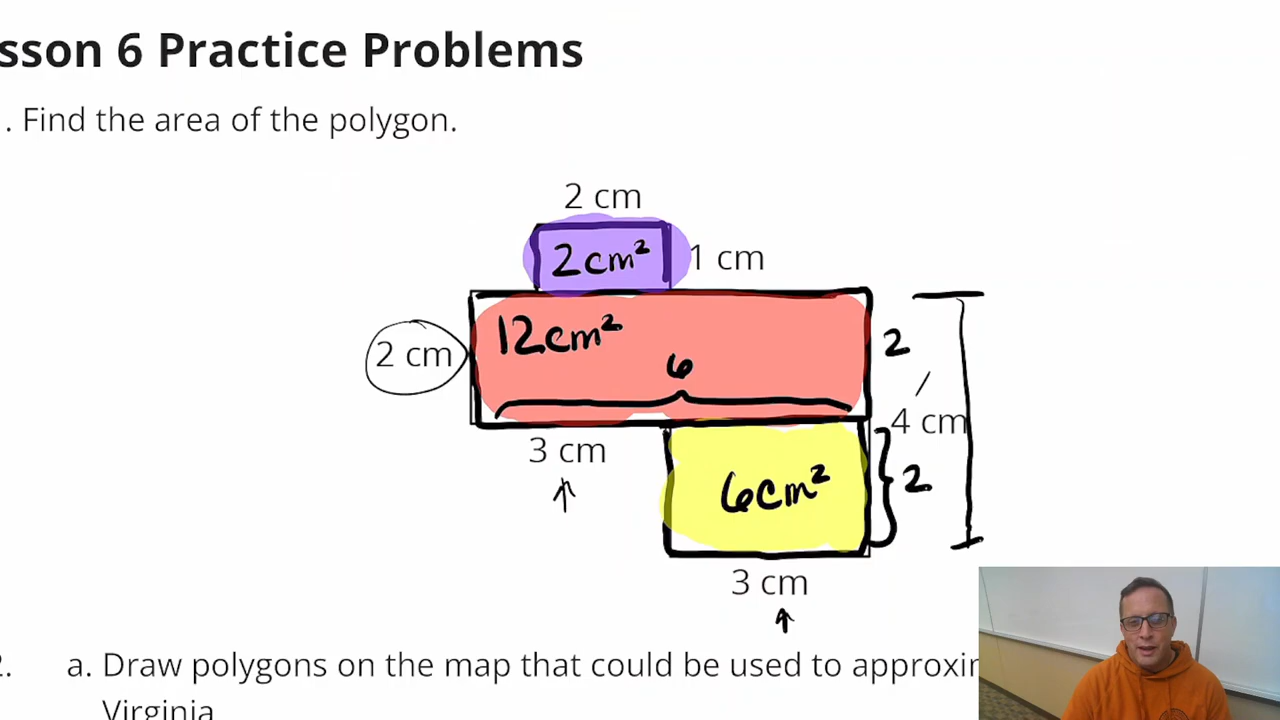 sson 6 Practice Problems
. Find the area of the polygon.
2 cm
2cm²
1 cm
12cm²
2 cm
6
2
4 cm
3 cm
6cm²
2
3 cm
2. a. Draw polygons on the map that could be used to approxi
Virginia